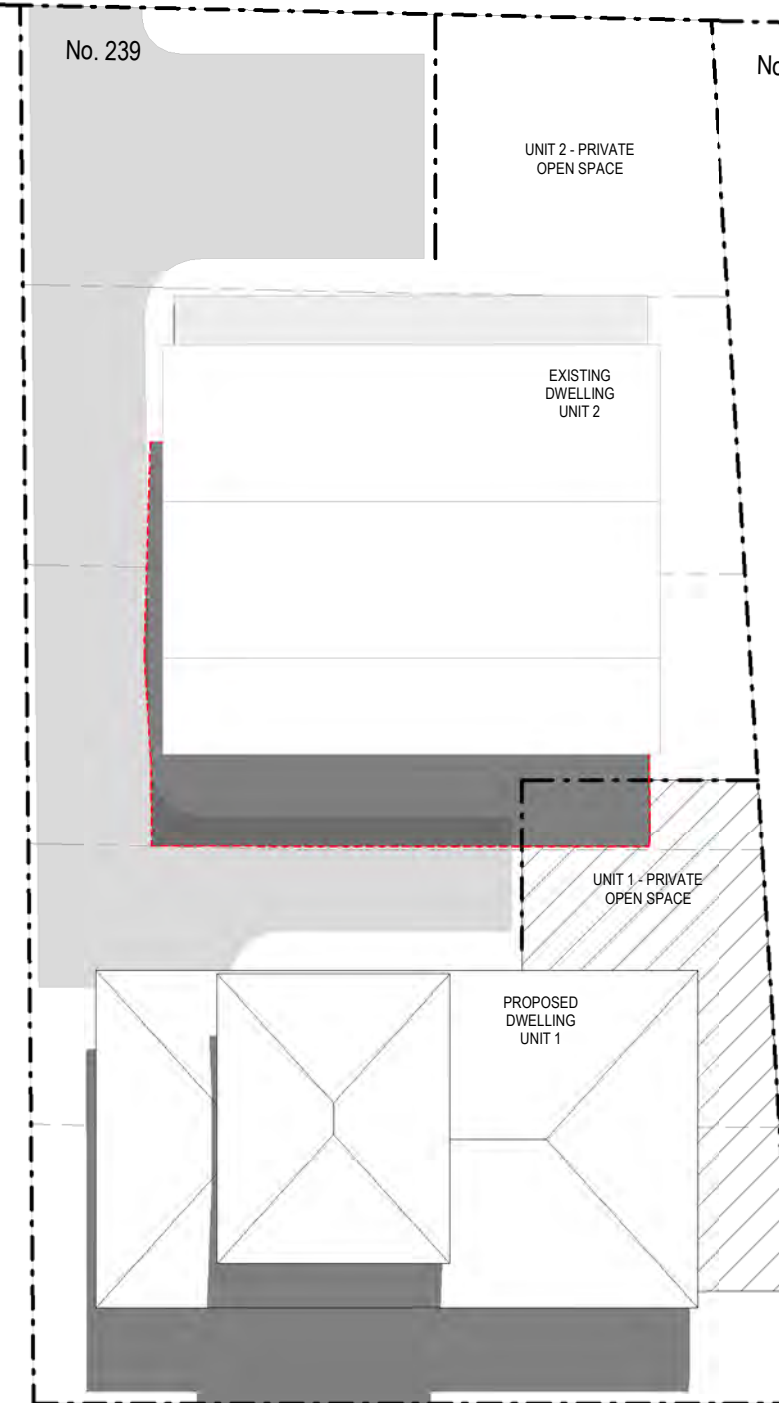 No. 239
No
UNIT 2 - PRIVATE
OPEN SPACE
EXISTING
DWELLING
UNIT 2
UNIT 1 - PRIVATE
OPEN SPACE
PROPOSED
DWELLING
UNIT 1